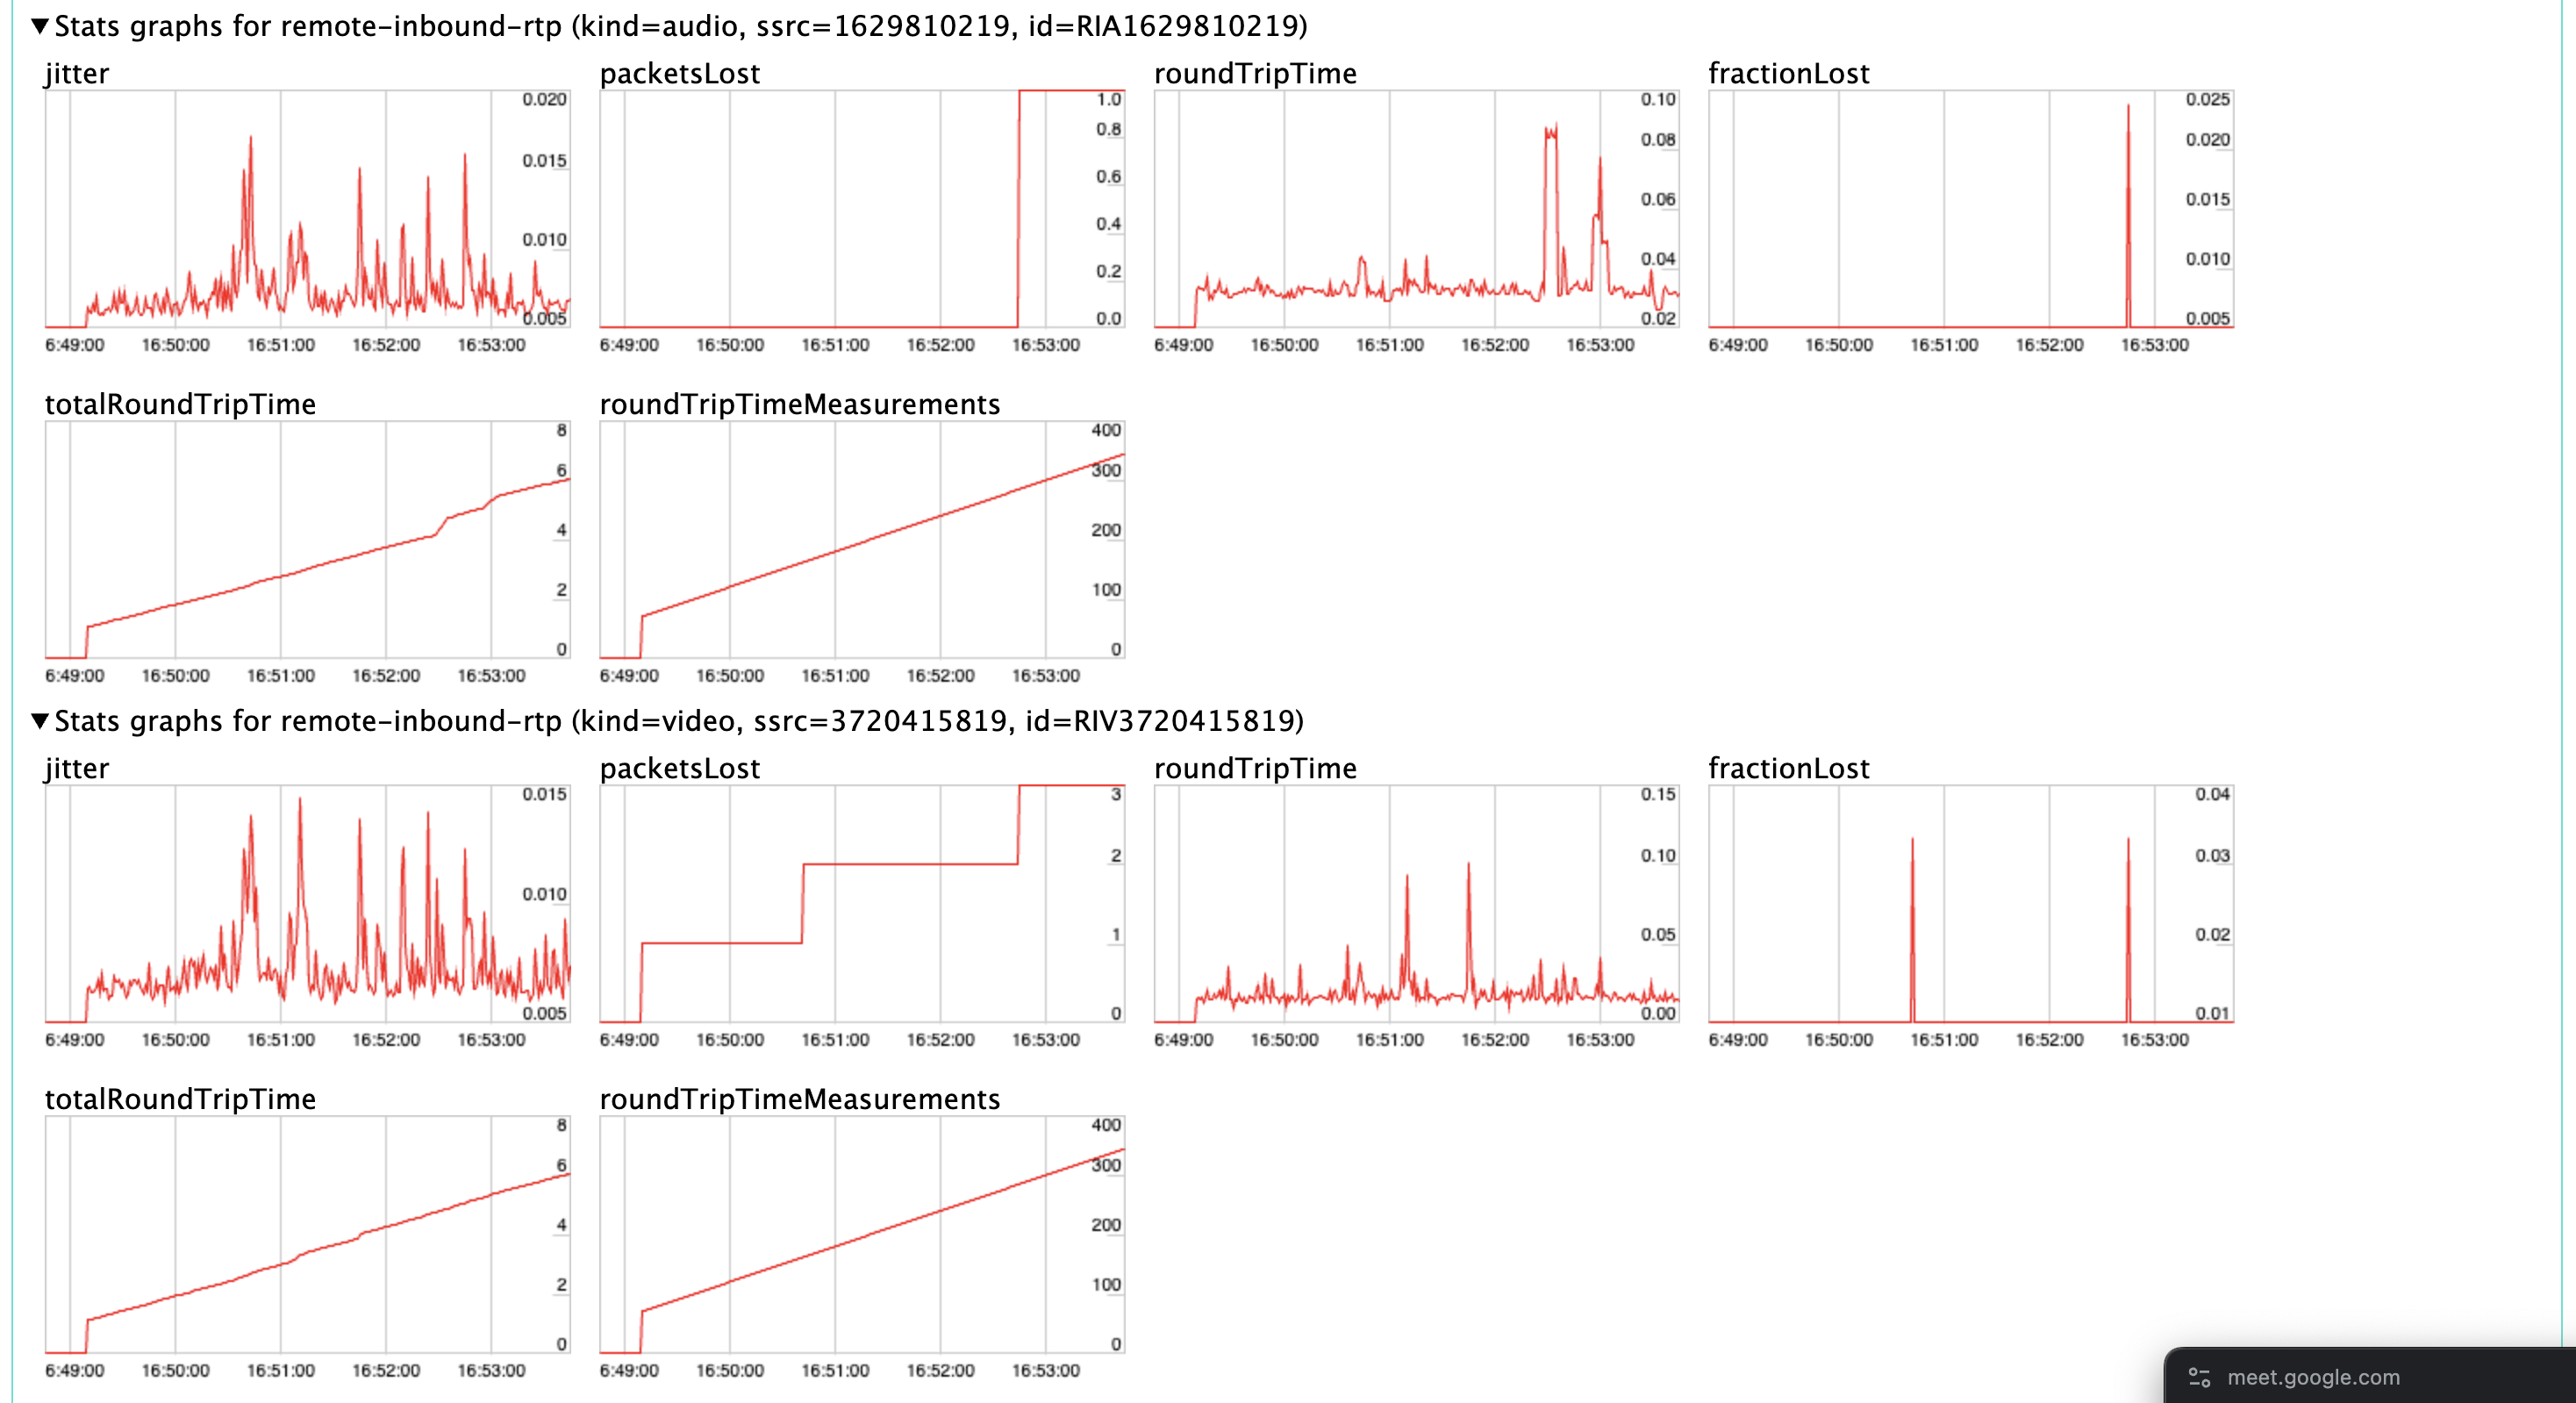 ▼Stats graphs for remote-inbound-rtp (kind=audio, ssrc=1629810219, id=RIA1629810219)
jitter packetsLost roundTripTime fractionLost
0.020 1.0 0.10 0.025
0.8 0.08 0.020
0.015 0.6 0.06 0.015
0.010 0.4 0.04 0.010
0.2
0.005 0.0 0.02 0.005
6:49:00 16:50:00 16:51:00 16:52:00 16:53:00 6:49:00 16:50:00 16:51:00 16:52:00 16:53:00 6:49:00 16:50:00 16:51:00 16:52:00 16:53:00 6:49:00 16:50:00 16:51:00 16:52:00 16:53:00
totalRoundTripTime roundTripTimeMeasurements
8 400
6 300
4 200
2 100
0 0
6:49:00 16:50:00 16:51:00 16:52:00 16:53:00 6:49:00 16:50:00 16:51:00 16:52:00 16:53:00
▼Stats graphs for remote-inbound-rtp (kind=video, ssrc=3720415819, id=RIV3720415819)
jitter packetsLost roundTripTime fractionLost
0.015 3 0.15 0.04
2 0.10 0.03
0.010 1 0.05 0.02
0.005 0 0.00 0.01
6:49:00 16:50:00 16:51:00 16:52:00 16:53:00 6:49:00 16:50:00 16:51:00 16:52:00 16:53:00 6:49:00 16:50:00 16:51:00 16:52:00 16:53:00 6:49:00 16:50:00 16:51:00 16:52:00 16:53:00
totalRoundTripTime roundTripTimeMeasurements
8 400
6 300
4 200
2 100
0 0
6:49:00 16:50:00 16:51:00 16:52:00 16:53:00 6:49:00 16:50:00 16:51:00 16:52:00 16:53:00
meet.google.com